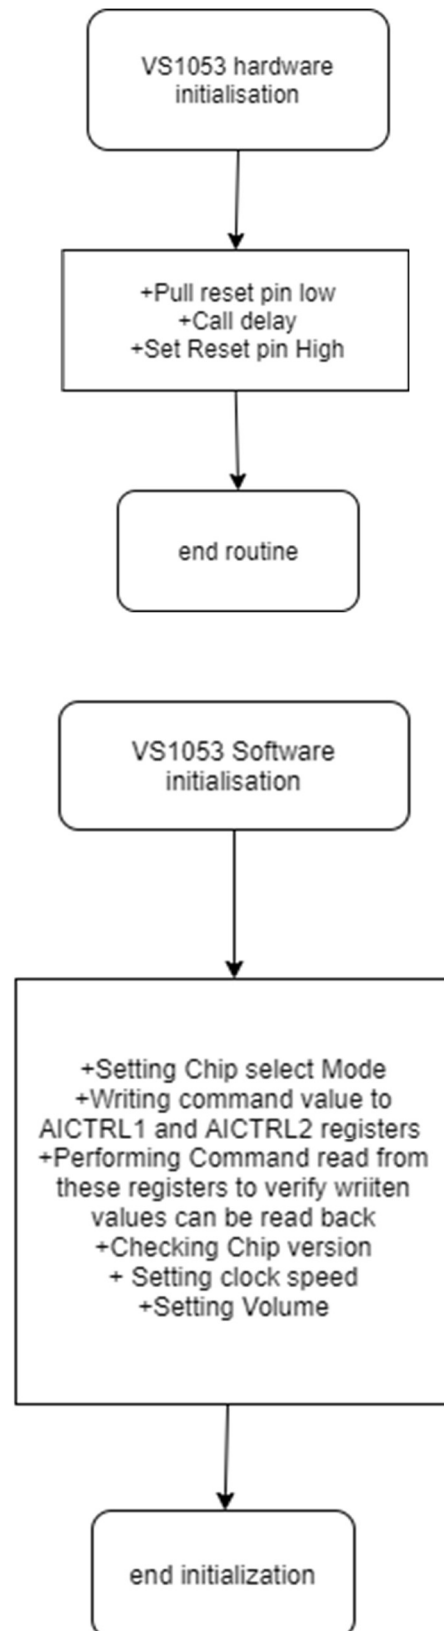 VS1053 hardware
initialisation
+Pull reset pin low
+Call delay
+Set Reset pin High
end routine
VS1053 Software
initialisation
+Setting Chip select Mode
+Writing command value to
AICTRL1 and AICTRL2 registers
+Performing Command read from
these registers to verify wriiten
values can be read back
+Checking Chip version
+ Setting clock speed
+Setting Volume
end initialization